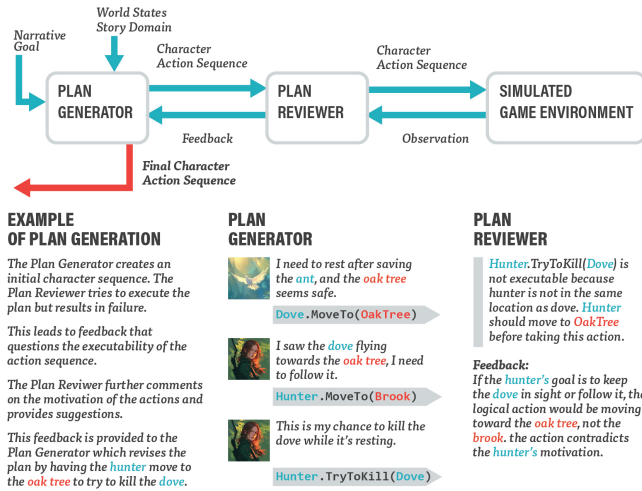 World States
Story Domain
Narrative
Goal
Character
Action Sequence
Character
Action Sequence
PLAN
GENERATOR
PLAN
REVIEWER
SIMULATED
GAME ENVIRONMENT
Feedback
Observation
Final Character
Action Sequence
EXAMPLE
OF PLAN GENERATION
The Plan Generator creates an
initial character sequence. The
Plan Reviewer tries to execute the
plan but results in failure.
This leads to feedback that
questions the executability of the
action sequence.
The Plan Reviwer further comments
on the motivation of the actions and
provides suggestions.
This feedback is provided to the
Plan Generator which revises the
plan by having the hunter move to
the oak tree to try to kill the dove.
PLAN
GENERATOR
I need to rest after saving
the ant, and the oak tree
seems safe.
Dove.MoveTo(OakTree)
I saw the dove flying
towards the oak tree, I need
to follow it.
Hunter.MoveTo(Brook)
This is my chance to kill the
dove while it's resting.
Hunter.TryToKill(Dove)
PLAN
REVIEWER
Hunter.TryToKill(Dove) is
not executable because
hunter is not in the same
location as dove. Hunter
should move to OakTree
before taking this action.
Feedback:
If the hunter's goal is to keep
the dove in sight or follow it, the
logical action would be moving
toward the oak tree, not the
brook. the action contradicts
the hunter's motivation.